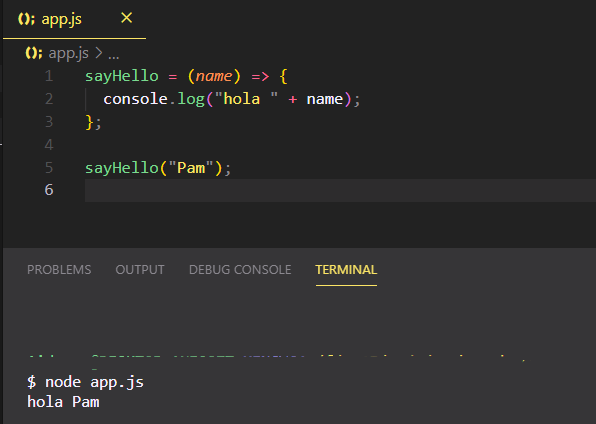 app.js
app.js > ...
1 sayHello = (name) => {
2 console.log("hola " + name);
3 };
4
5 sayHello("Pam");
6
PROBLEMS OUTPUT DEBUG CONSOLE TERMINAL
$ node app.js
hola Pam